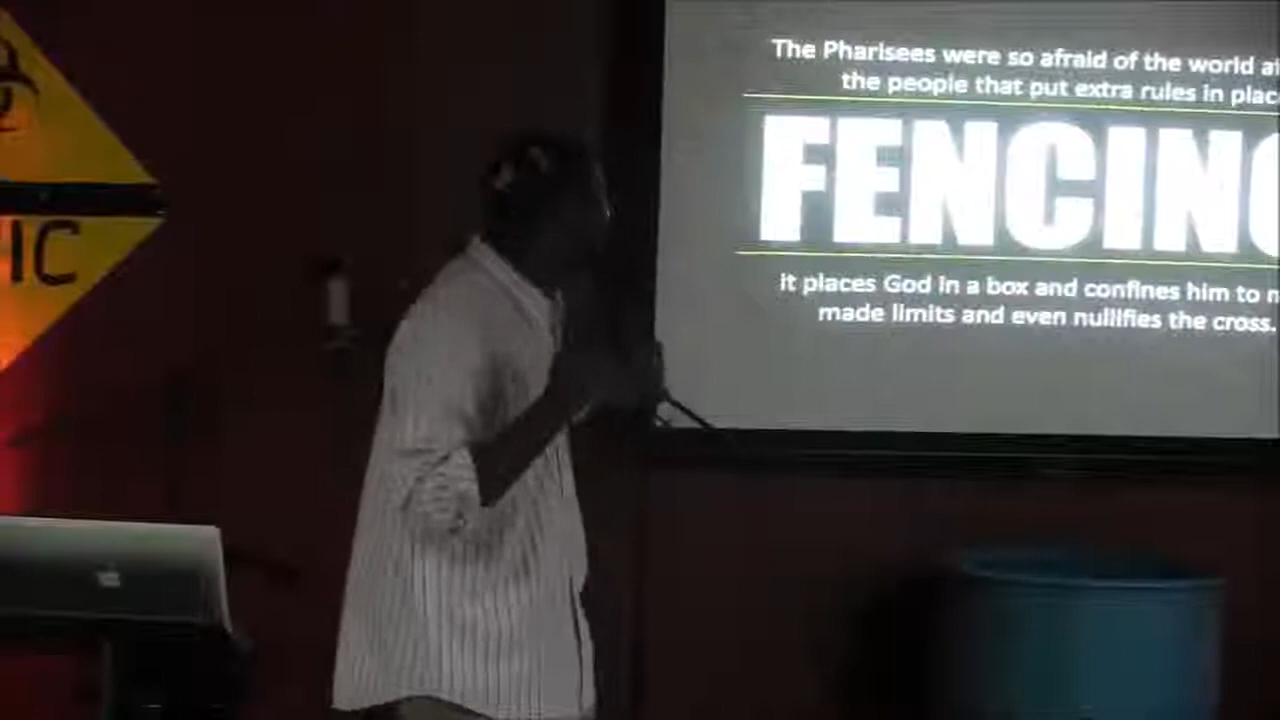 The Pharisees were so afraid of the world
the people that put extra rules in
FENCING
it places God in a box and confines him to
made limits and even nullifies the cross.
IC